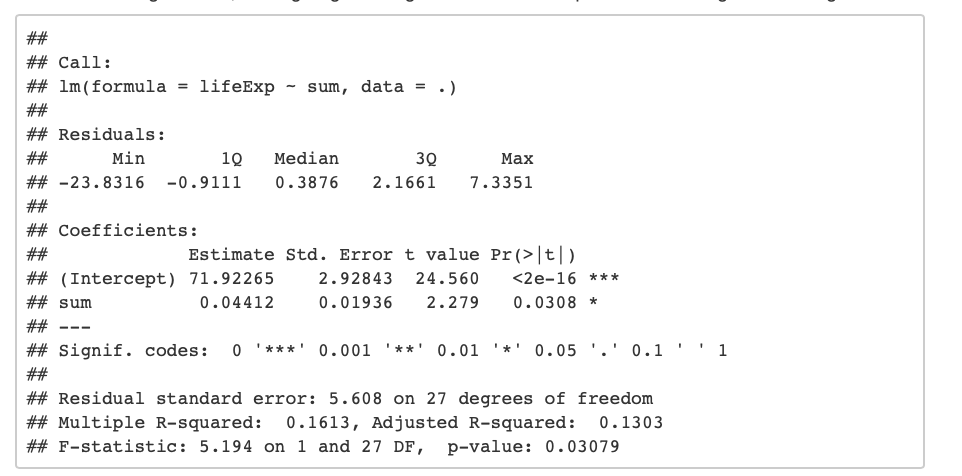 ##
## Call:
## lm(formula = lifeExp ~ sum, data = .)
##
## Residuals:
##      Min       1Q   Median       3Q      Max
## -23.8316  -0.9111   0.3876   2.1661   7.3351
##
## Coefficients:
##             Estimate Std. Error t value Pr(>|t|)
## (Intercept) 71.92265    2.92843  24.560   <2e-16 ***
## sum          0.04412    0.01936   2.279   0.0308 *
## ---
## Signif. codes:  0 '***' 0.001 '**' 0.01 '*' 0.05 '.' 0.1 ' ' 1
##
## Residual standard error: 5.608 on 27 degrees of freedom
## Multiple R-squared:  0.1613, Adjusted R-squared:  0.1303
## F-statistic: 5.194 on 1 and 27 DF,  p-value: 0.03079